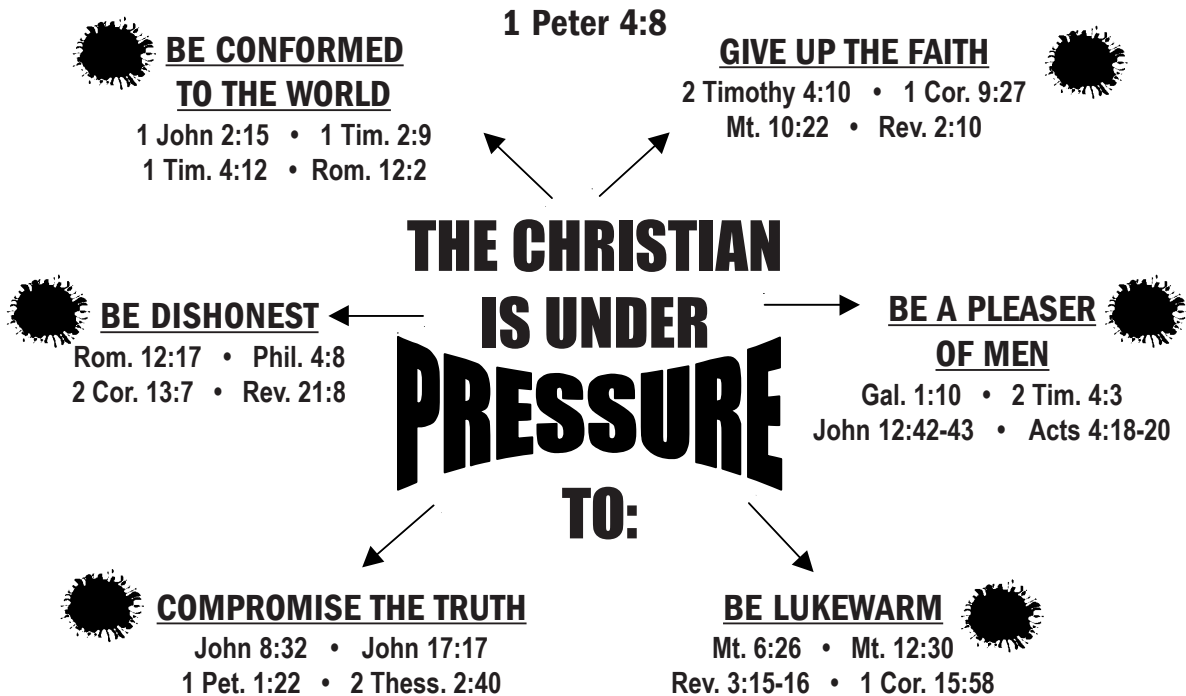 1 Peter 4:8
BE CONFORMED
TO THE WORLD
1 John 2:15 • 1 Tim. 2:9
1 Tim. 4:12 • Rom. 12:2
GIVE UP THE FAITH
2 Timothy 4:10 • 1 Cor. 9:27
Mt. 10:22 • Rev. 2:10
THE CHRISTIAN
IS UNDER
PRESSURE
TO:
BE DISHONEST
Rom. 12:17 • Phil. 4:8
2 Cor. 13:7 • Rev. 21:8
BE A PLEASER
OF MEN
Gal. 1:10 • 2 Tim. 4:3
John 12:42-43 • Acts 4:18-20
COMPROMISE THE TRUTH
John 8:32 • John 17:17
1 Pet. 1:22 • 2 Thess. 2:40
BE LUKEWARM
Mt. 6:26 • Mt. 12:30
Rev. 3:15-16 • 1 Cor. 15:58